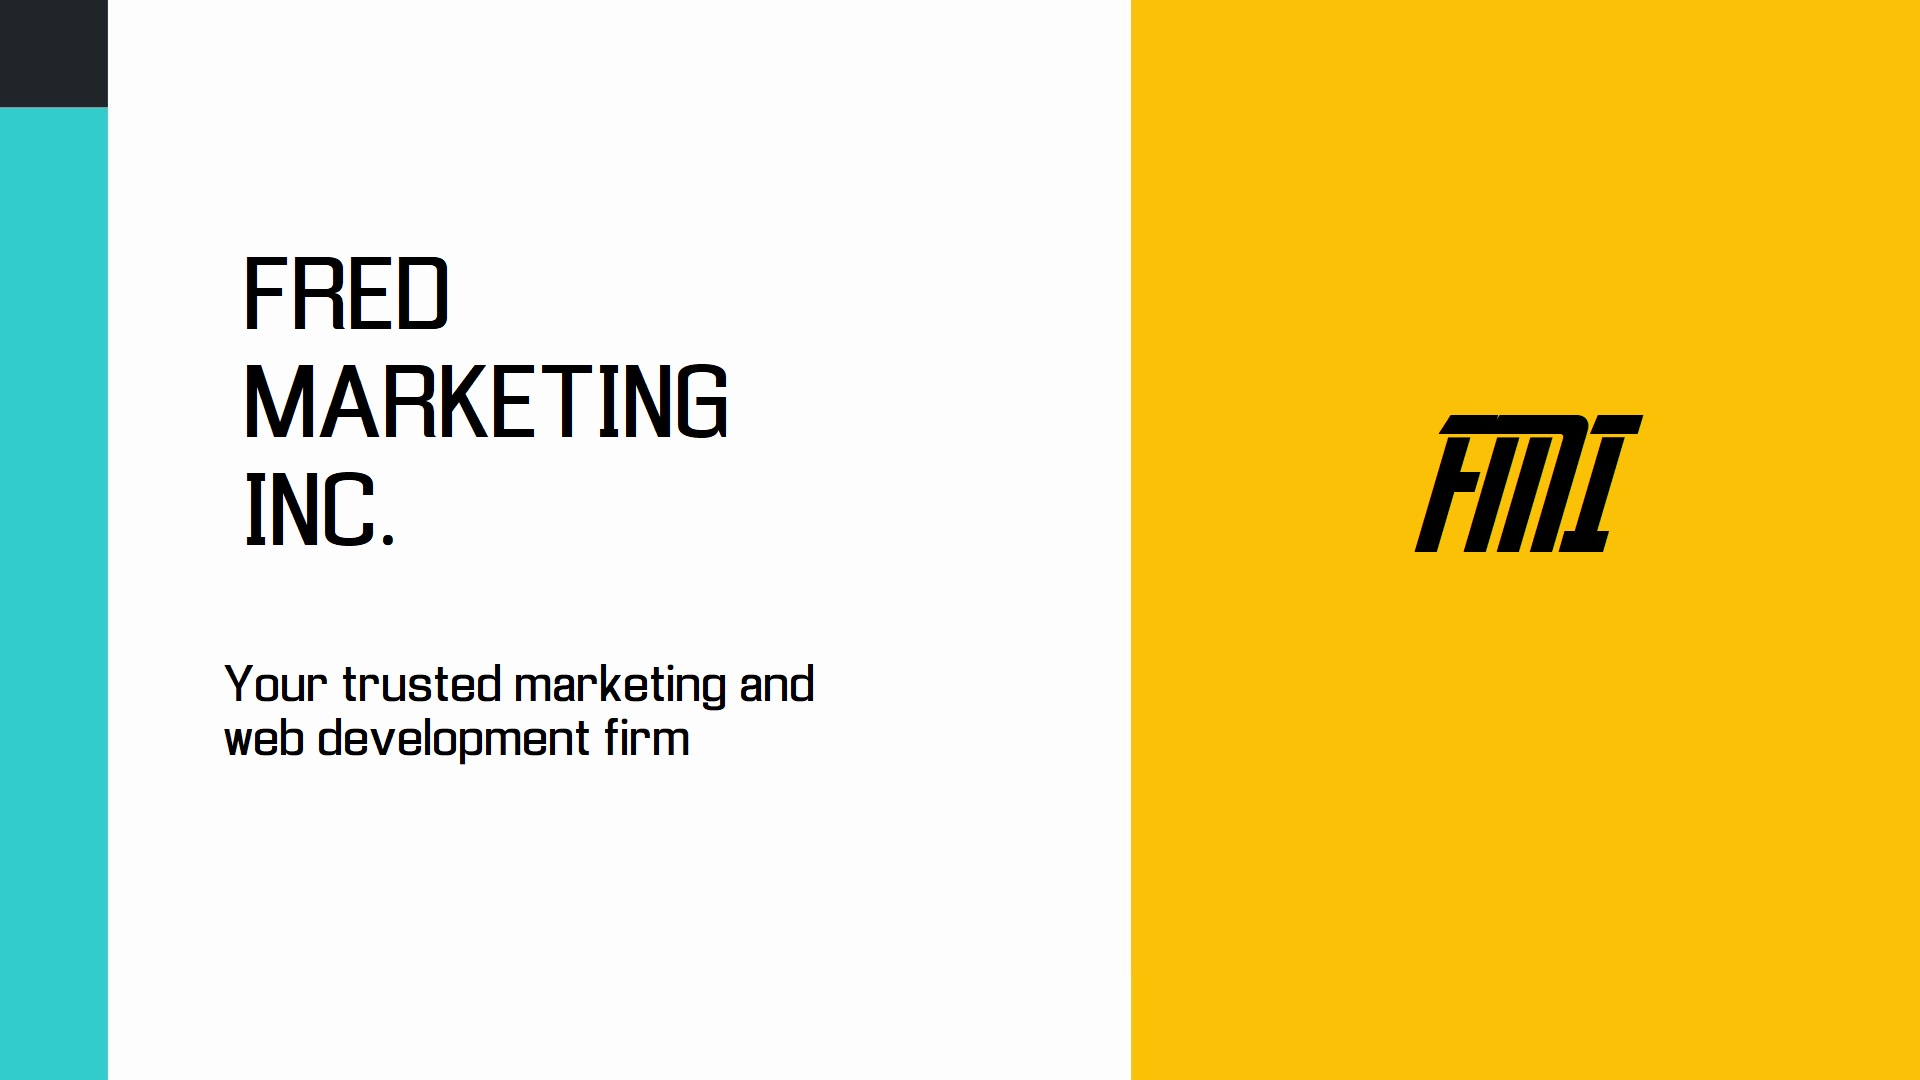 FRED
MARKETING
INC.
Your trusted marketing and
web development firm
FMI